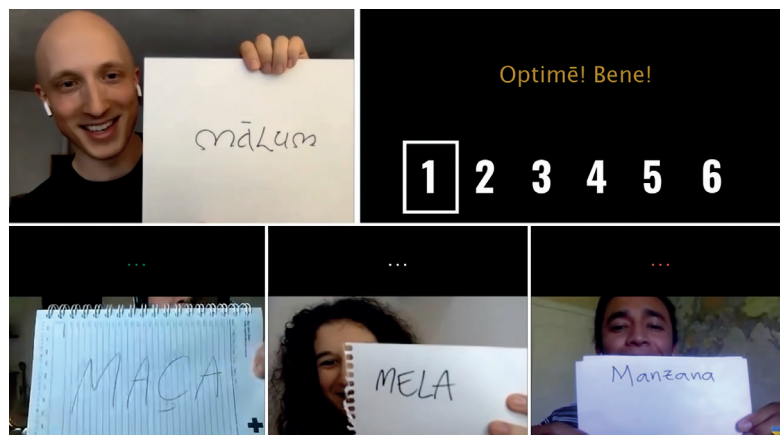 mālum
Optimē! Bene!
1 2 3 4 5 6
...
...
...
MAÇA
MELA
Manzana